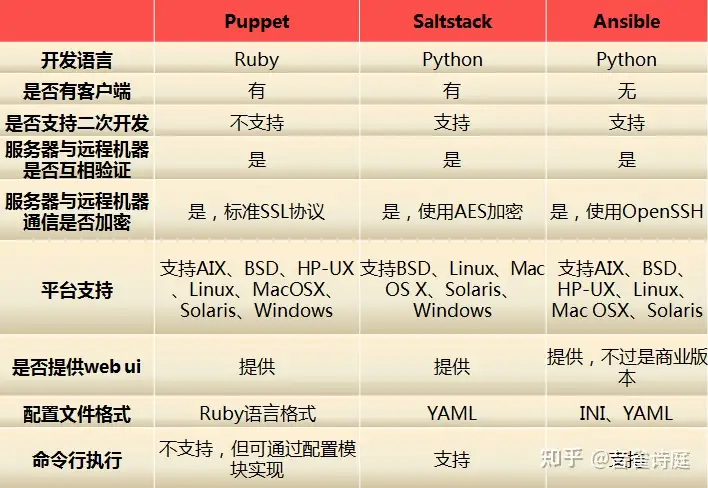 Puppet Saltstack Ansible
开发语言 Ruby Python Python
是否有客户端 有 有 无
是否支持二次开发 不支持 支持 支持
服务器与远程机器
是否互相验证 是 是 是
服务器与远程机器
通信是否加密 是，标准SSL协议 是，使用AES加密 是，使用OpenSSH
平台支持
支持AIX、BSD、HP-UX
、Linux、MacOSX、
Solaris、Windows
支持BSD、Linux、Mac
OS X、Solaris、
Windows
支持AIX、BSD、
HP-UX、Linux、
Mac OSX、Solaris
是否提供web ui 提供 提供
提供，不过是商业版
本
配置文件格式 Ruby语言格式 YAML INI、YAML
命令行执行
不支持，但可通过配置模
块实现
支持 支持
知乎 诗庭